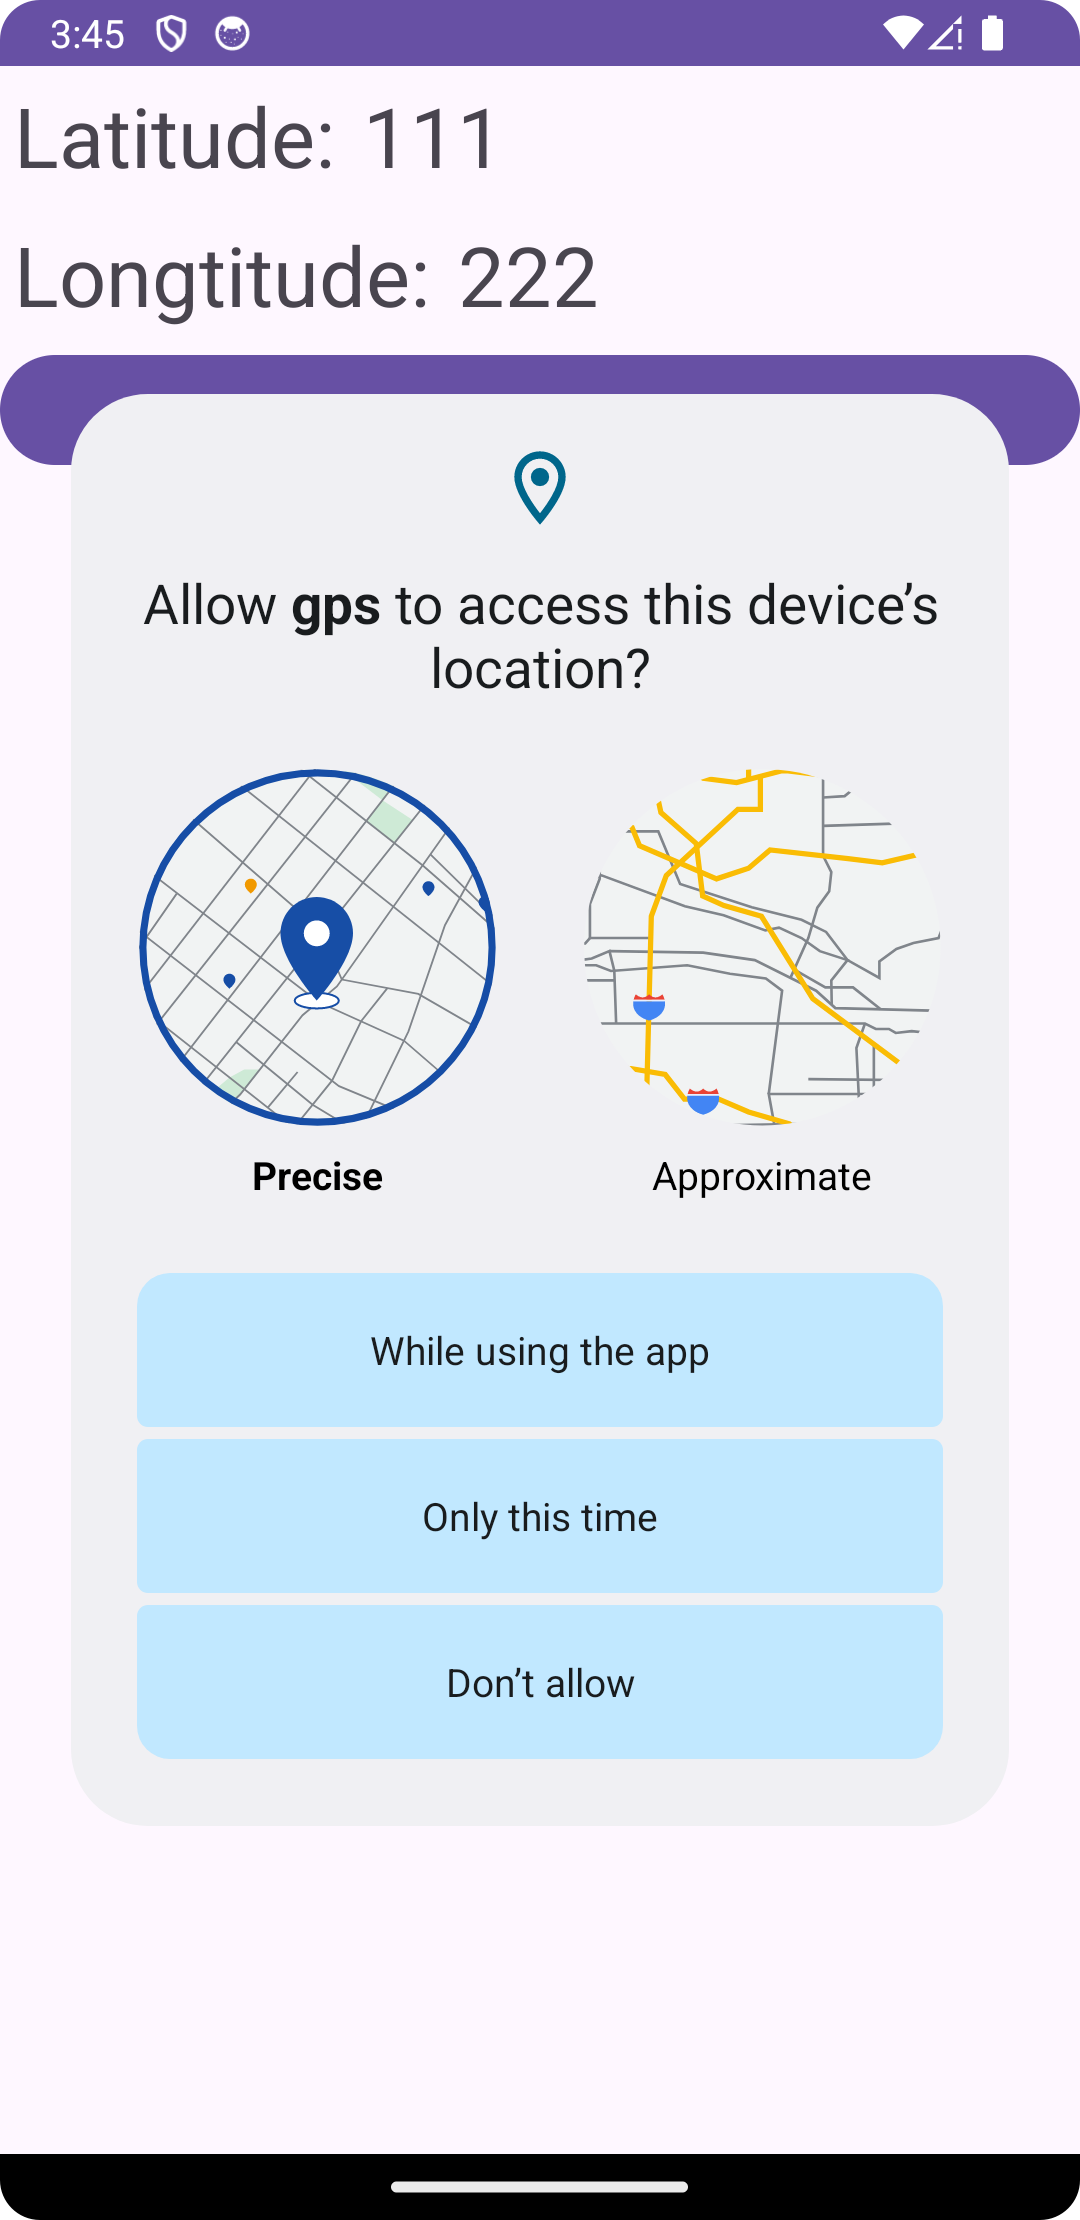 3:45
Latitude: 111
Longtitude: 222
Allow gps to access this device’s
location?
Precise
Approximate
While using the app
Only this time
Don’t allow